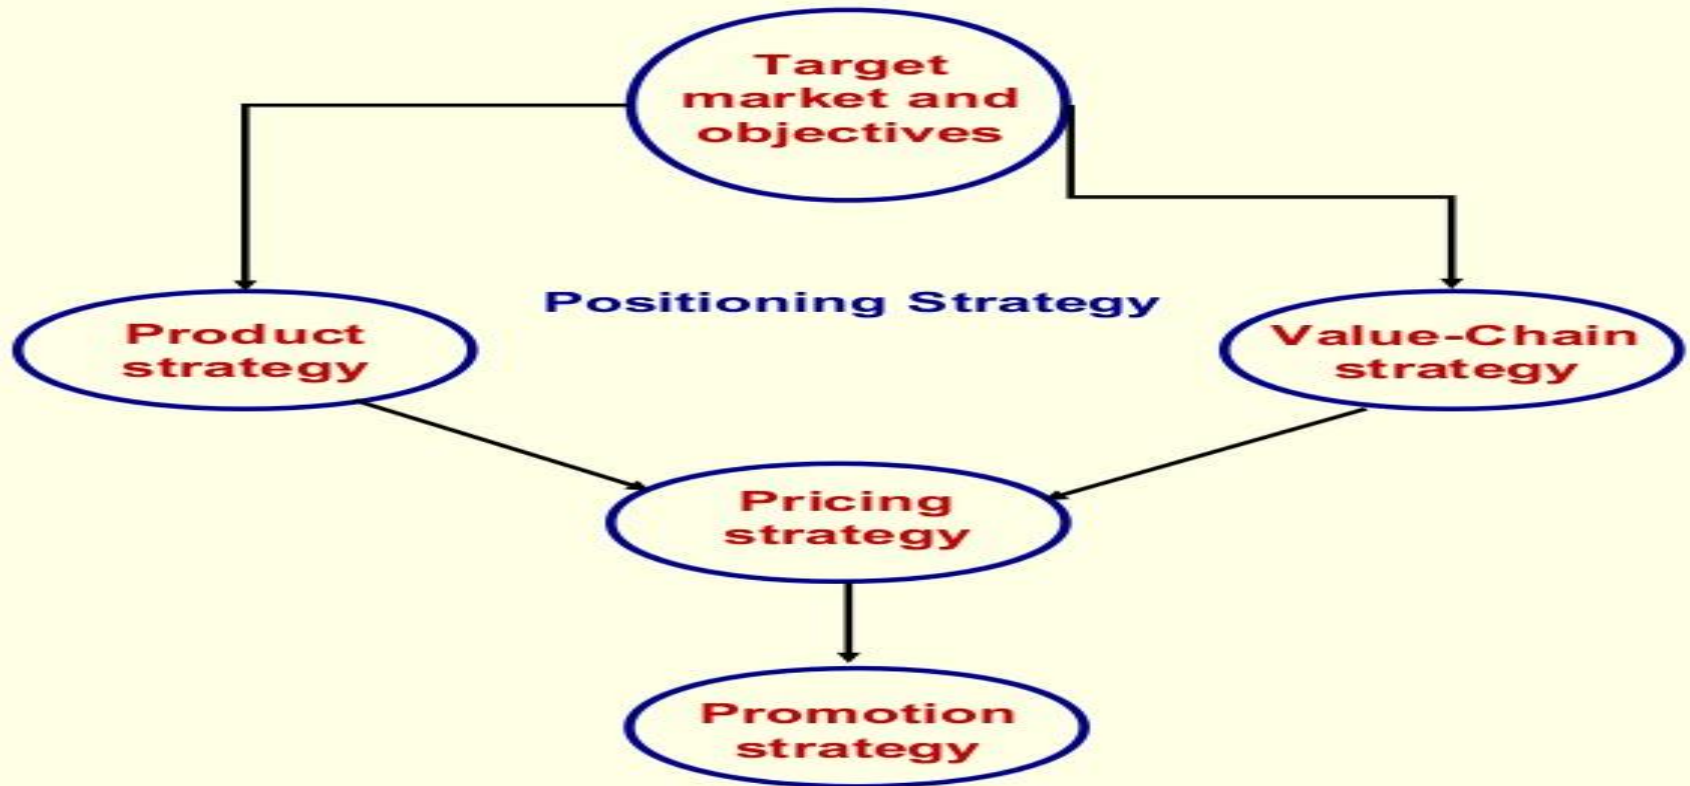 Target
market and
objectives
Positioning Strategy
Product
strategy
Value-Chain
strategy
Pricing
strategy
Promotion
strategy